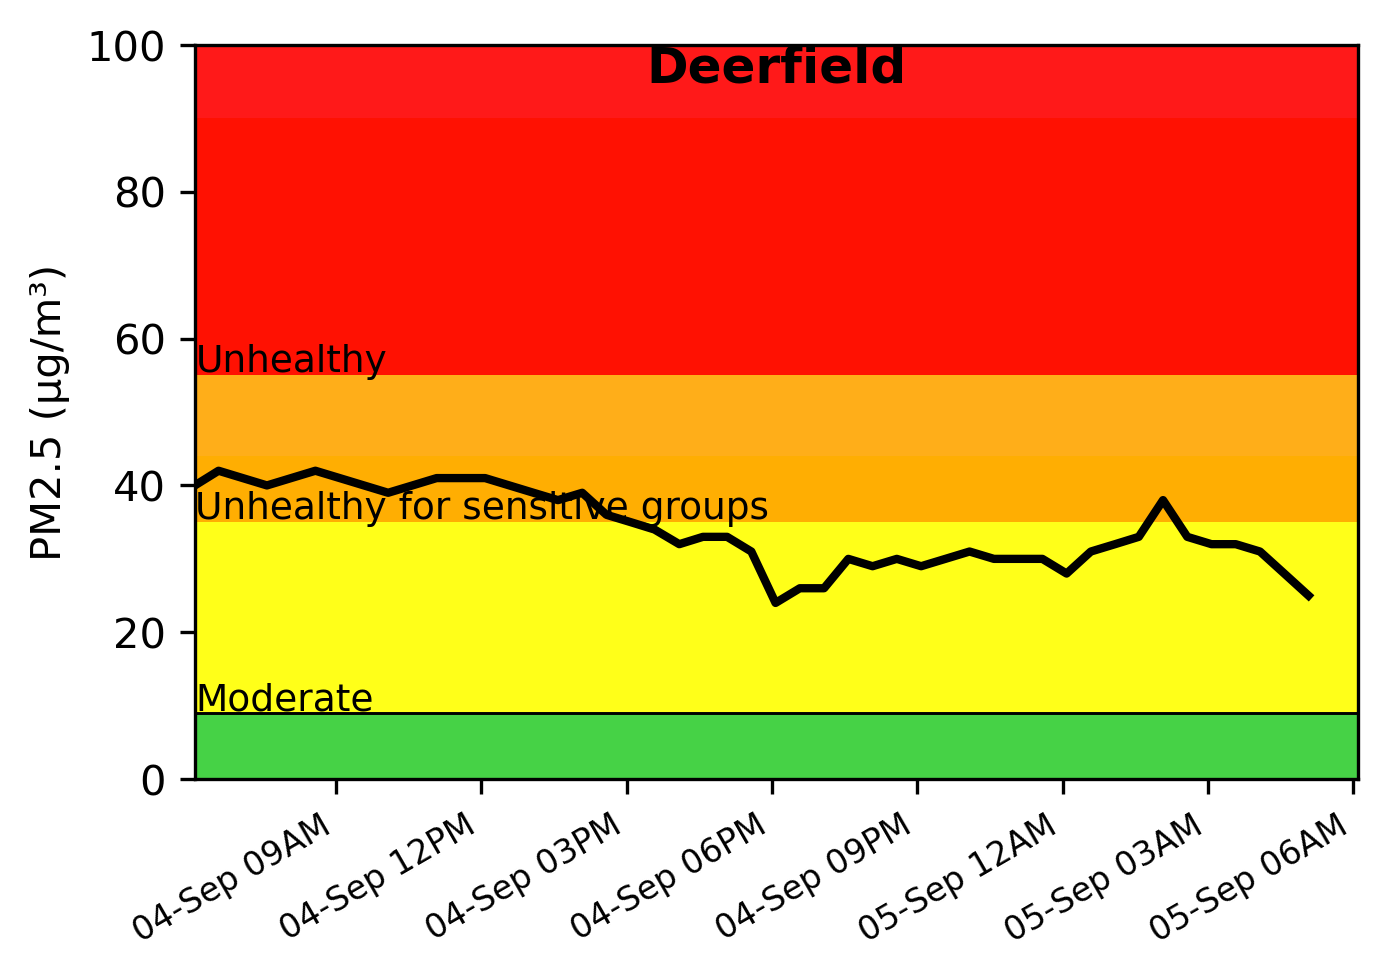 Deerfield
100
80
60
40
20
0
PM2.5 (µg/m³)
Unhealthy
Unhealthy for sensitive groups
Moderate
04-Sep 09AM
04-Sep 12PM
04-Sep 03PM
04-Sep 06PM
04-Sep 09PM
05-Sep 12AM
05-Sep 03AM
05-Sep 06AM